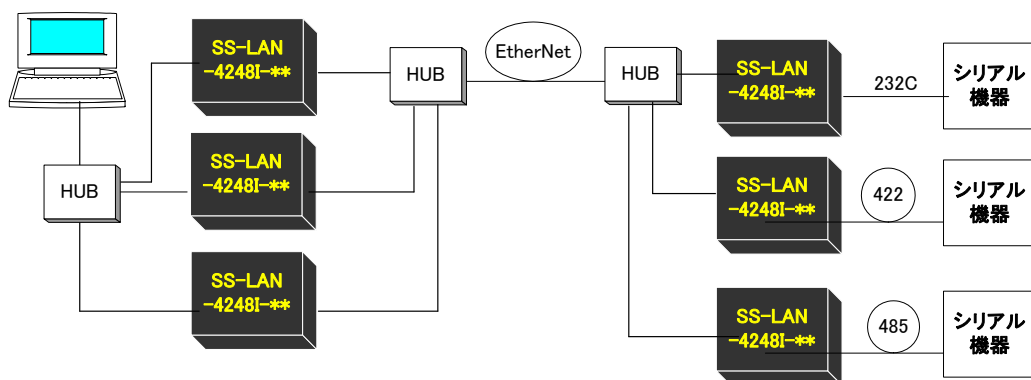 SS-LAN
-4248I-**
HUB
EtherNet
HUB
SS-LAN
-4248I-**
232C
シリアル
機器
HUB
SS-LAN
-4248I-**
SS-LAN
-4248I-**
422
シリアル
機器
SS-LAN
-4248I-**
SS-LAN
-4248I-**
485
シリアル
機器